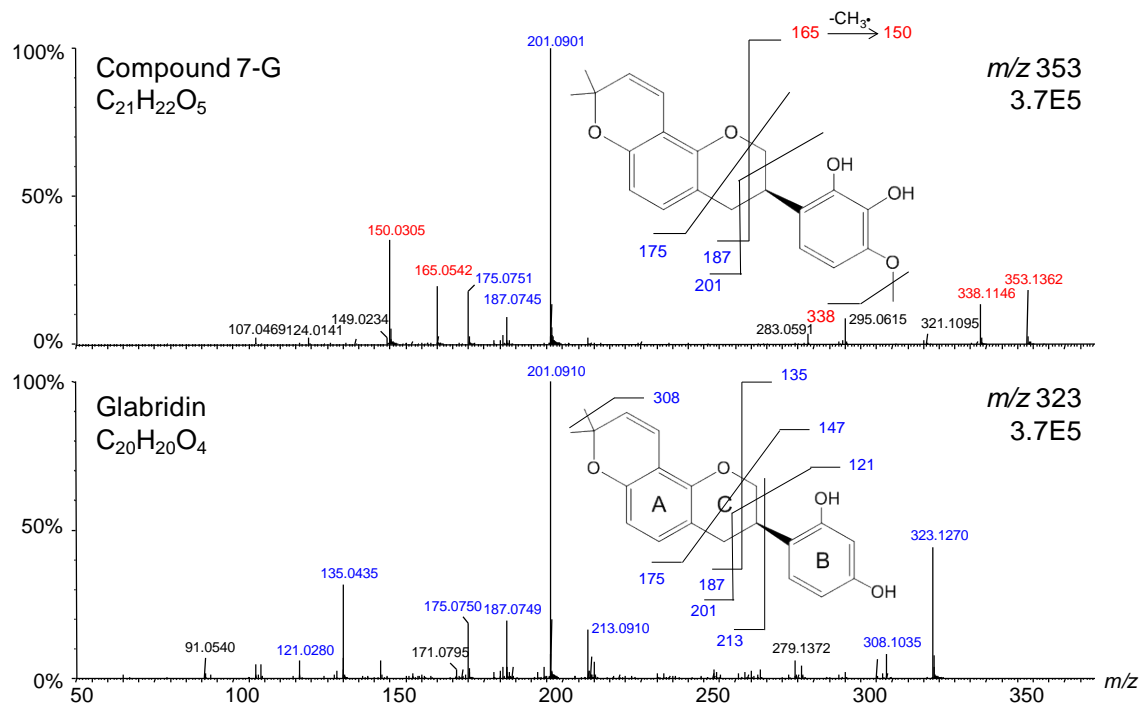 -CH₃•
165 → 150
100%
201.0901
Compound 7-G
C₂₁H₂₂O₅
m/z 353
3.7E5
O
O
OH
OH
O
50%
150.0305
165.0542
175.0751
187.0745
175
187
201
338
353.1362
338.1146
149.0234
107.0469
124.0141
283.0591
295.0615
321.1095
0%
100%
201.0910
Glabridin
C₂₀H₂₀O₄
m/z 323
3.7E5
308
135
147
121
O
O
A
C
B
OH
OH
50%
135.0435
175.0750
187.0749
175
187
201
213
323.1270
213.0910
91.0540
121.0280
171.0795
279.1372
308.1035
0%
50
100
150
200
250
300
350
m/z